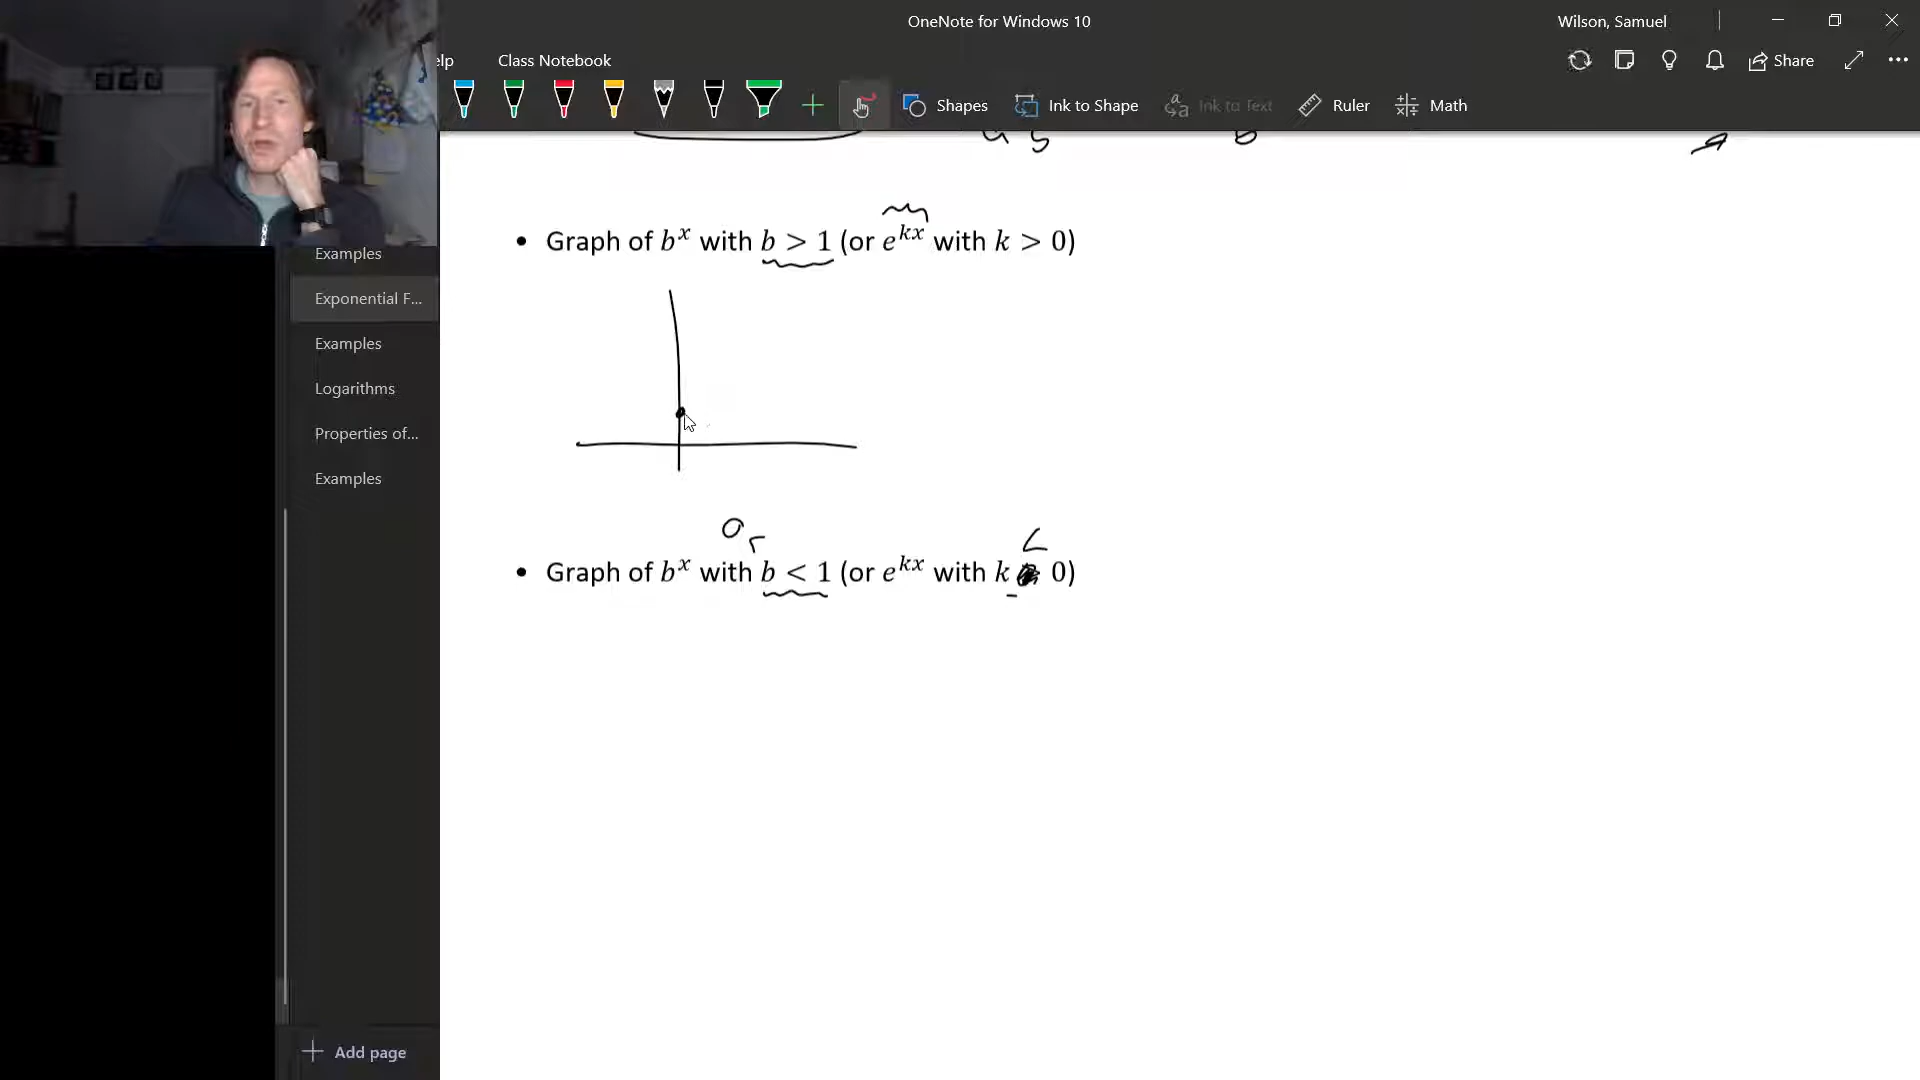 OneNote for Windows 10
Wilson, Samuel
elp
Class Notebook
Share
Shapes
Ink to Shape
Ink to Text
Ruler
Math
Examples
Exponential F...
Examples
Logarithms
Properties of...
Examples
Add page
• Graph of b^x with b > 1 (or e^{kx} with k > 0)
0 <
<
• Graph of b^x with b < 1 (or e^{kx} with k 0)